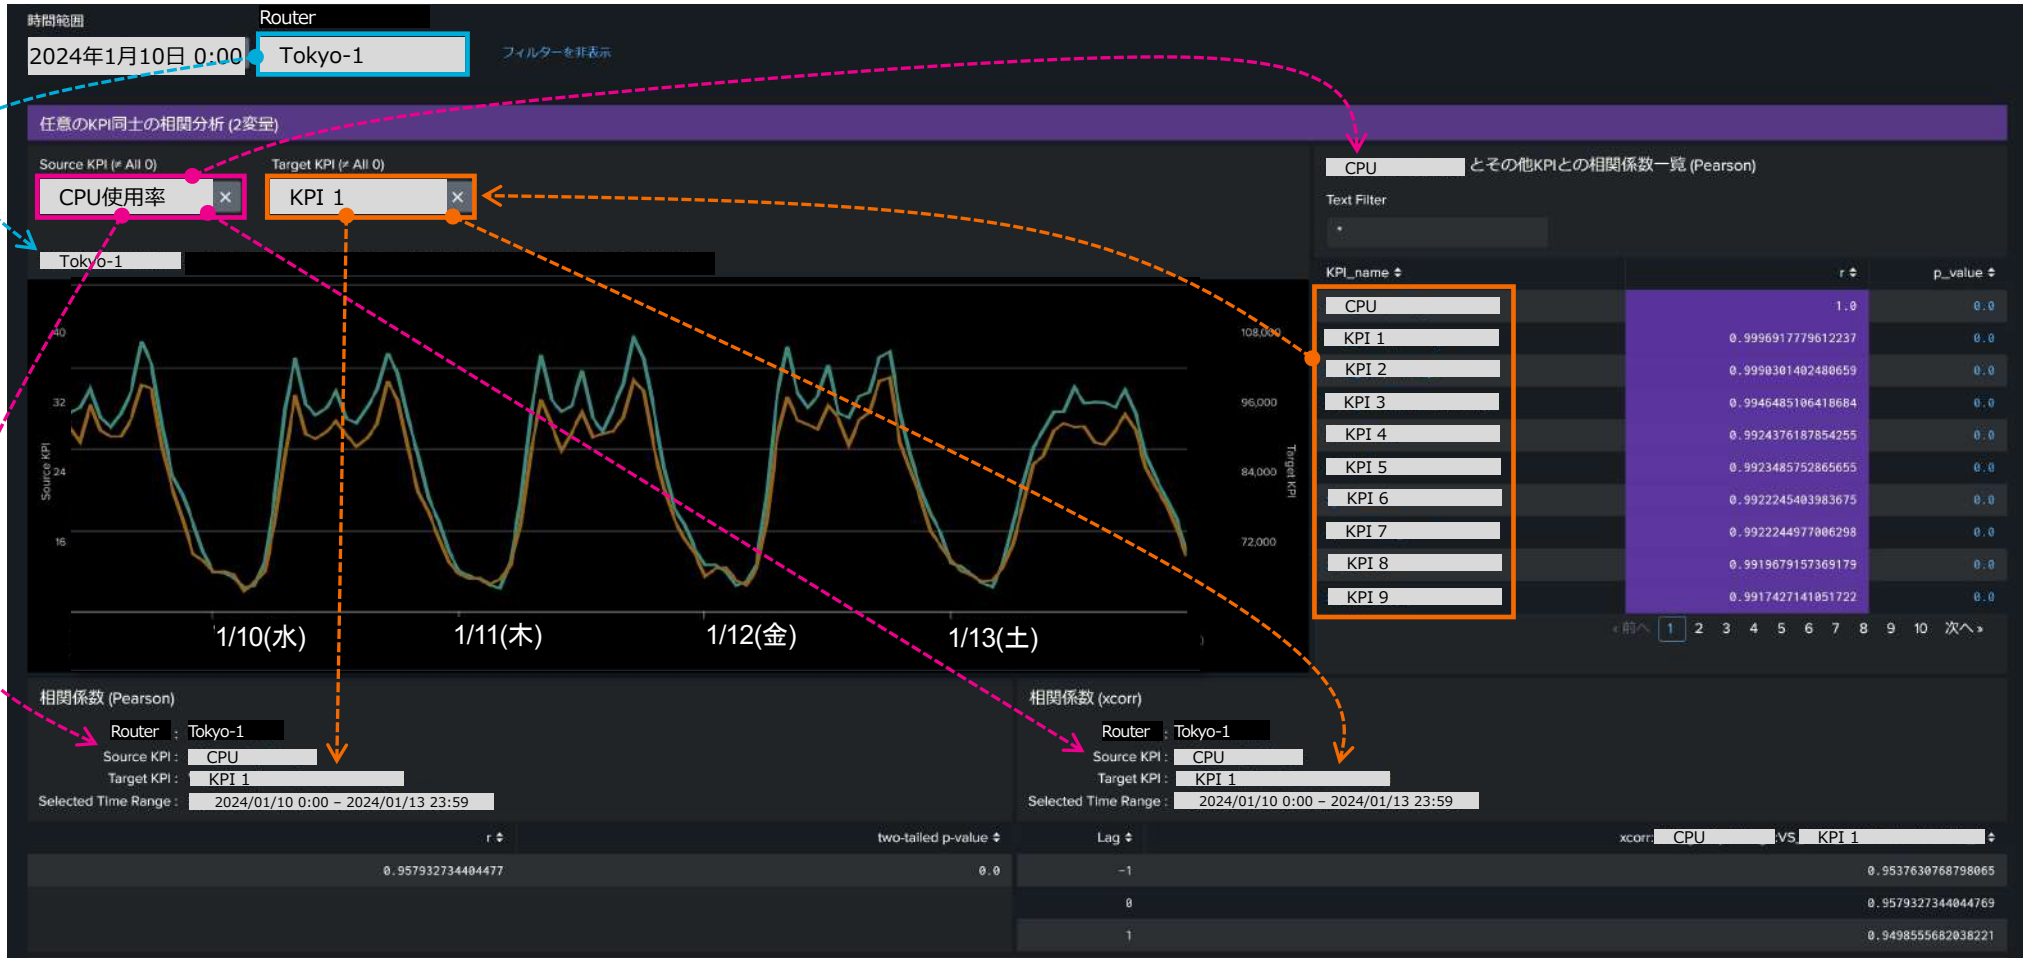 時間範囲
Router
2024年1月10日 0:00
Tokyo-1
フィルターを非表示
任意のKPI同士の相関分析 (2変量)
Source KPI (≠ All 0)
Target KPI (≠ All 0)
CPU使用率
×
KPI 1
×
Tokyo-1
40
32
24
16
Source KPI
108,000
96,000
84,000
72,000
Target KPI
1/10(水)
1/11(木)
1/12(金)
1/13(土)
CPU とその他KPIとの相関係数一覧 (Pearson)
Text Filter
*
KPI_name r p_value
CPU 1.0 0.0
KPI 1 0.9996917779612237 0.0
KPI 2 0.9990301402480659 0.0
KPI 3 0.9946485106418684 0.0
KPI 4 0.9924376187854255 0.0
KPI 5 0.9923485752865655 0.0
KPI 6 0.9922245403983675 0.0
KPI 7 0.9922244977006298 0.0
KPI 8 0.9919679157369179 0.0
KPI 9 0.9917427141051722 0.0
«前へ 1 2 3 4 5 6 7 8 9 10 次へ»
相関係数 (Pearson)
Router : Tokyo-1
Source KPI : CPU
Target KPI : KPI 1
Selected Time Range : 2024/01/10 0:00 – 2024/01/13 23:59
r two-tailed p-value
0.957932734404477 0.0
相関係数 (xcorr)
Router : Tokyo-1
Source KPI : CPU
Target KPI : KPI 1
Selected Time Range : 2024/01/10 0:00 – 2024/01/13 23:59
Lag xcorr: CPU :VS_ KPI 1
-1 0.9537630768798065
0 0.9579327344044769
1 0.9498555682038221